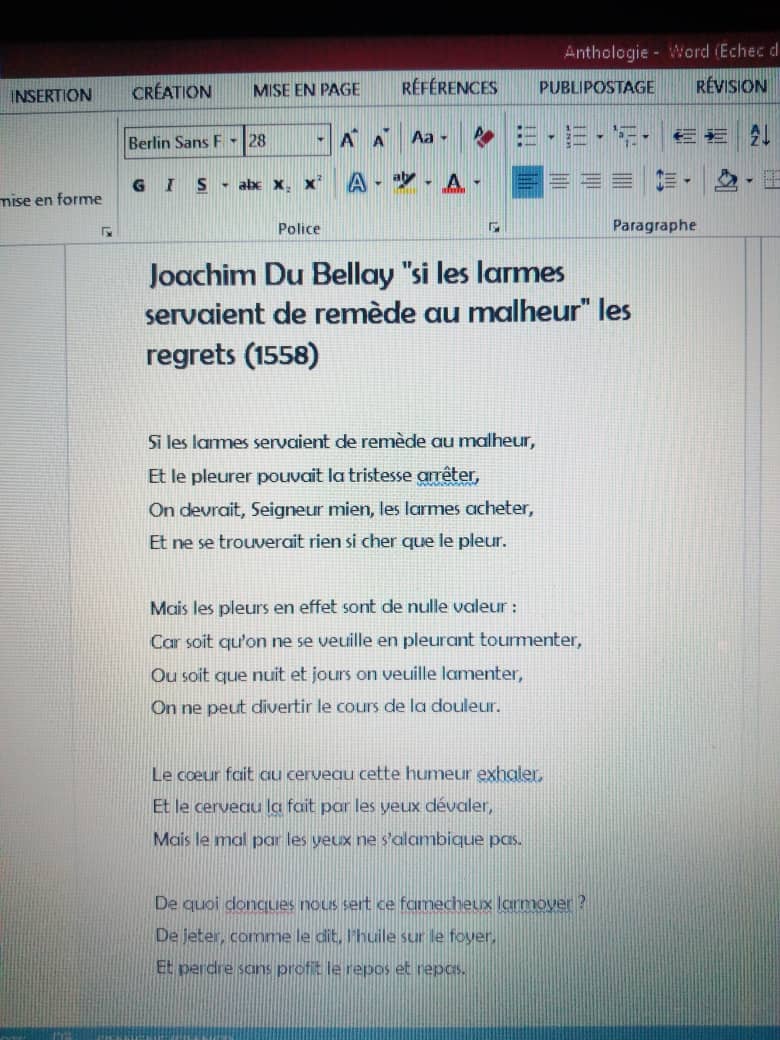 Anthologie - Word (Échec d
INSERTION CRÉATION MISE EN PAGE RÉFÉRENCES PUBLIPOSTAGE RÉVISION
Berlin Sans F 28 A A Aa
mise en forme G I S abc X₂ X² A aby A
Police Paragraphe
Joachim Du Bellay "si les larmes
servaient de remède au malheur" les
regrets (1558)
Si les larmes servaient de remède au malheur,
Et le pleurer pouvait la tristesse arrêter,
On devrait, Seigneur mien, les larmes acheter,
Et ne se trouverait rien si cher que le pleur.
Mais les pleurs en effet sont de nulle valeur :
Car soit qu'on ne se veuille en pleurant tourmenter,
Ou soit que nuit et jours on veuille lamenter,
On ne peut divertir le cours de la douleur.
Le cœur fait au cerveau cette humeur exhaler,
Et le cerveau la fait par les yeux dévaler,
Mais le mal par les yeux ne s'alambique pas.
De quoi donques nous sert ce famecheux larmoyer ?
De jeter, comme le dit, l'huile sur le foyer,
Et perdre sans profit le repos et repas.